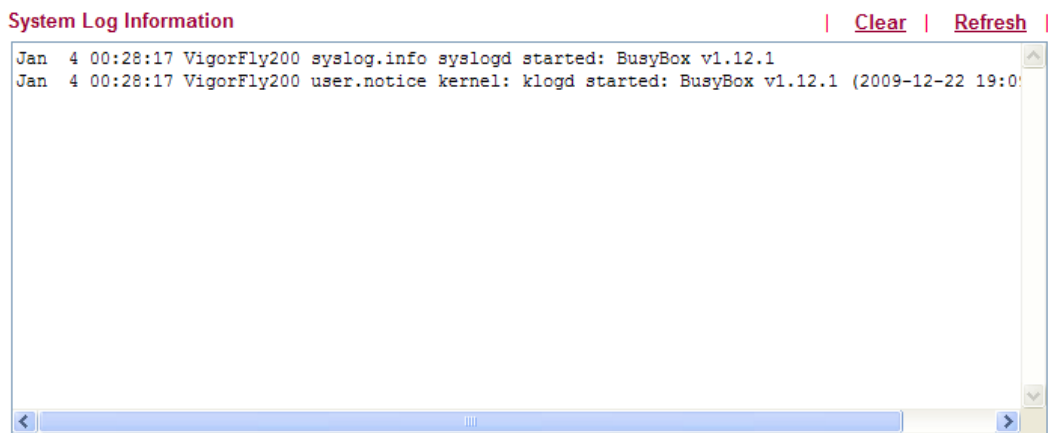 System Log Information | Clear | Refresh |
Jan  4 00:28:17 VigorFly200 syslog.info syslogd started: BusyBox v1.12.1
Jan  4 00:28:17 VigorFly200 user.notice kernel: klogd started: BusyBox v1.12.1 (2009-12-22